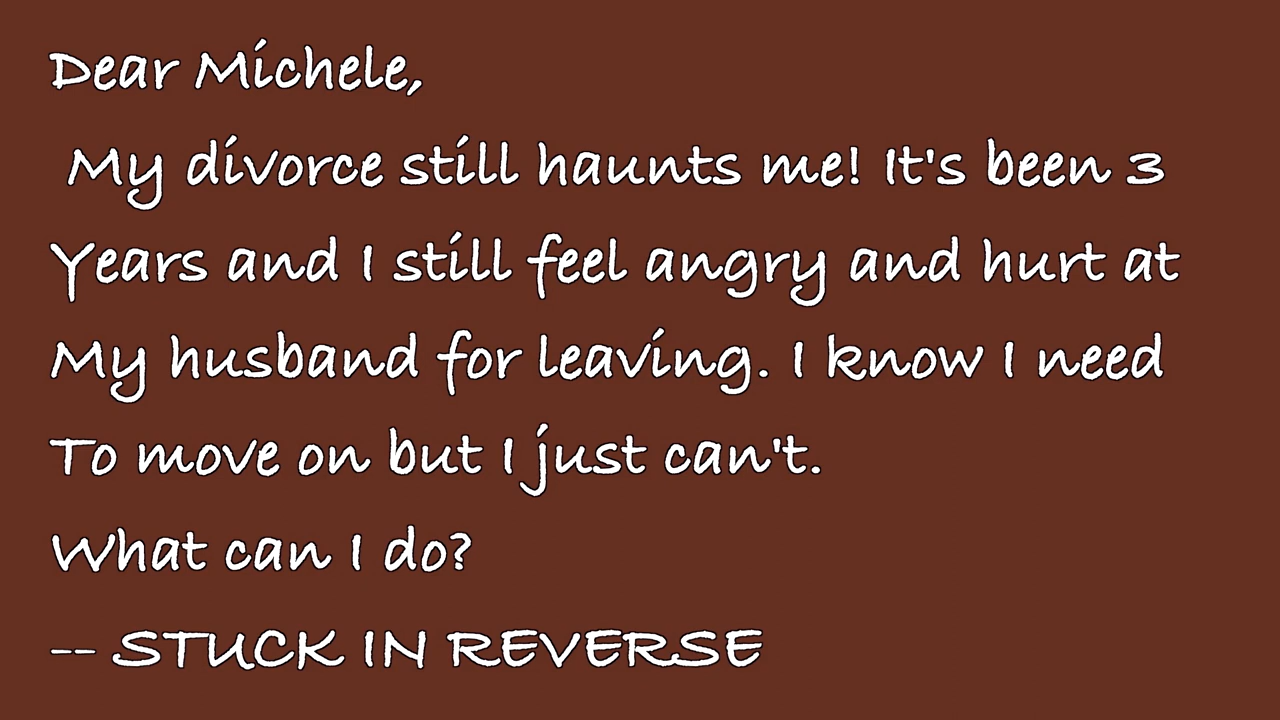 Dear Michele,
My divorce still haunts me! It's been 3
Years and I still feel angry and hurt at
My husband for leaving. I know I need
To move on but I just can't.
What can I do?
-- STUCK IN REVERSE